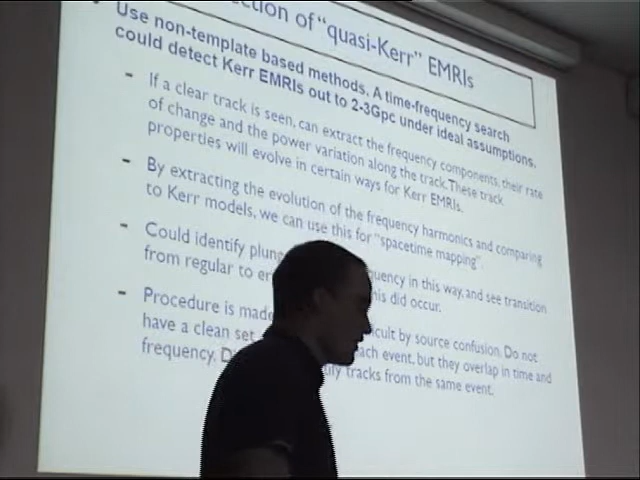 ction of "quasi-Kerr" EMRIs
Use non-template based methods. A time-frequency search
could detect Kerr EMRIs out to 2-3Gpc under ideal assumptions.
- If a clear track is seen, can extract the frequency components, their rate
of change and the power variation along the track. These track
properties will evolve in certain ways for Kerr EMRIs.
- By extracting the evolution of the frequency harmonics and comparing
to Kerr models, we can use this for "spacetime mapping".
- Could identify plun quency in this way, and see transition
from regular to er his did occur.
- Procedure is made icult by source confusion. Do not
have a clean set each event, but they overlap in time and
frequency. tify tracks from the same event.